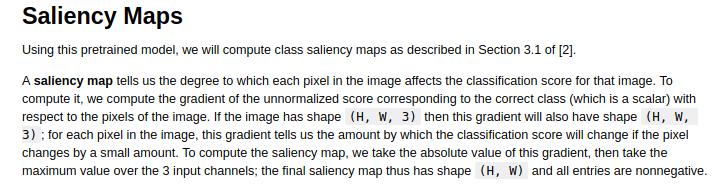 Saliency Maps
Using this pretrained model, we will compute class saliency maps as described in Section 3.1 of [2].
A saliency map tells us the degree to which each pixel in the image affects the classification score for that image. To
compute it, we compute the gradient of the unnormalized score corresponding to the correct class (which is a scalar) with
respect to the pixels of the image. If the image has shape (H, W, 3) then this gradient will also have shape (H, W,
3) ; for each pixel in the image, this gradient tells us the amount by which the classification score will change if the pixel
changes by a small amount. To compute the saliency map, we take the absolute value of this gradient, then take the
maximum value over the 3 input channels; the final saliency map thus has shape (H, W) and all entries are nonnegative.